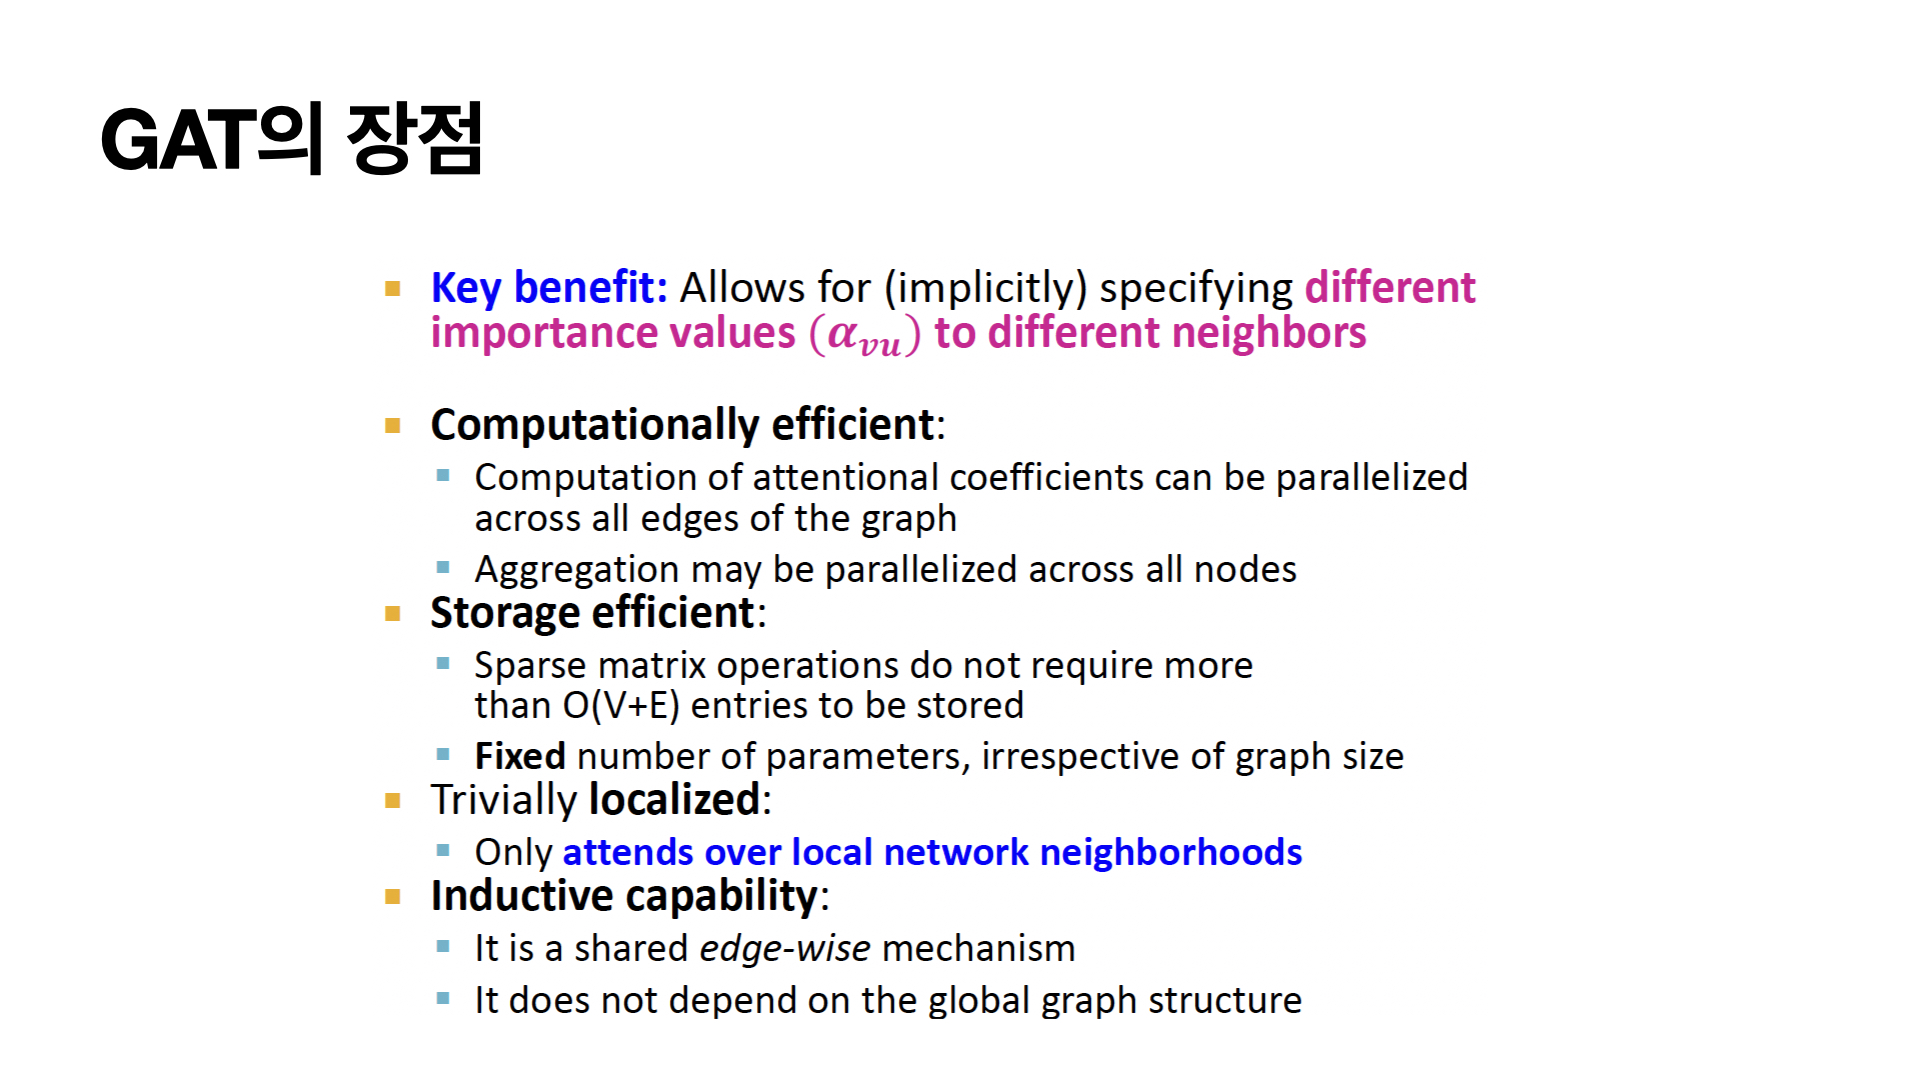 GAT의 장점
Key benefit: Allows for (implicitly) specifying different
importance values (α_vu) to different neighbors
Computationally efficient:
Computation of attentional coefficients can be parallelized
across all edges of the graph
Aggregation may be parallelized across all nodes
Storage efficient:
Sparse matrix operations do not require more
than O(V+E) entries to be stored
Fixed number of parameters, irrespective of graph size
Trivially localized:
Only attends over local network neighborhoods
Inductive capability:
It is a shared edge-wise mechanism
It does not depend on the global graph structure